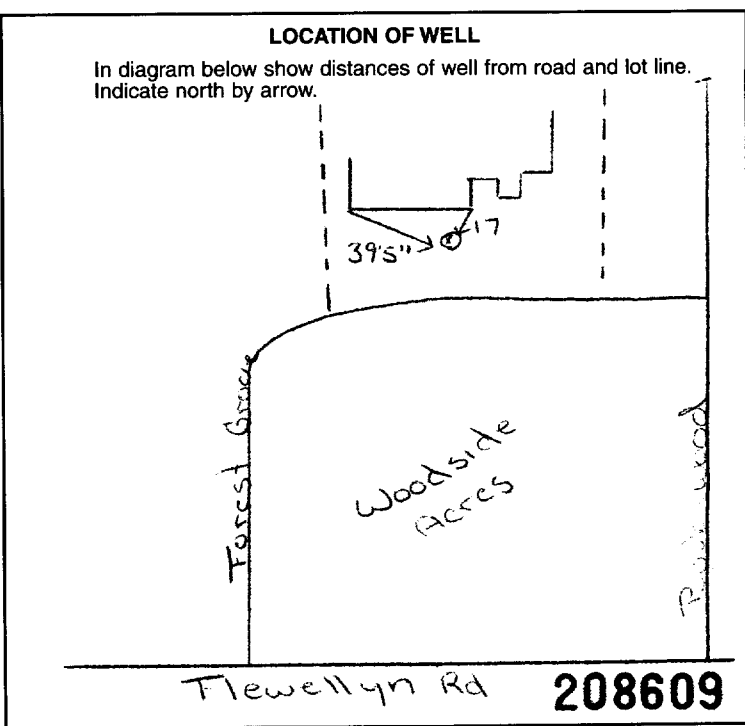 LOCATION OF WELL
In diagram below show distances of well from road and lot line.
Indicate north by arrow.
39'5"
17
Forest Grove
Woodside
Acres
Flewellyn Rd
208609